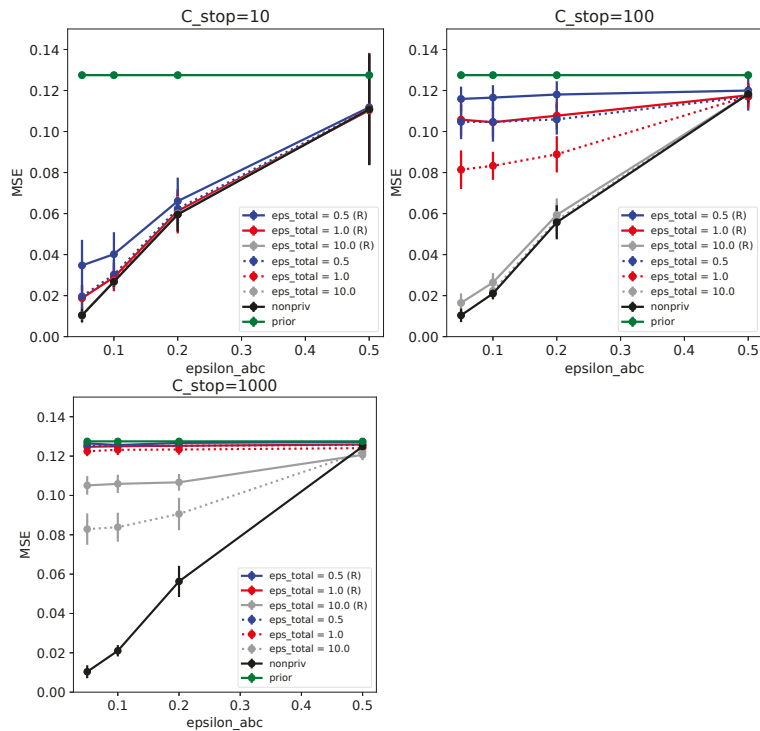 C_stop=10
MSE
0.14
0.12
0.10
0.08
0.06
0.04
0.02
0.00
eps_total = 0.5 (R)
eps_total = 1.0 (R)
eps_total = 10.0 (R)
eps_total = 0.5
eps_total = 1.0
eps_total = 10.0
nonpriv
prior
0.1 0.2 0.3 0.4 0.5
epsilon_abc
C_stop=100
MSE
0.14
0.12
0.10
0.08
0.06
0.04
0.02
0.00
eps_total = 0.5 (R)
eps_total = 1.0 (R)
eps_total = 10.0 (R)
eps_total = 0.5
eps_total = 1.0
eps_total = 10.0
nonpriv
prior
0.1 0.2 0.3 0.4 0.5
epsilon_abc
C_stop=1000
MSE
0.14
0.12
0.10
0.08
0.06
0.04
0.02
0.00
eps_total = 0.5 (R)
eps_total = 1.0 (R)
eps_total = 10.0 (R)
eps_total = 0.5
eps_total = 1.0
eps_total = 10.0
nonpriv
prior
0.1 0.2 0.3 0.4 0.5
epsilon_abc